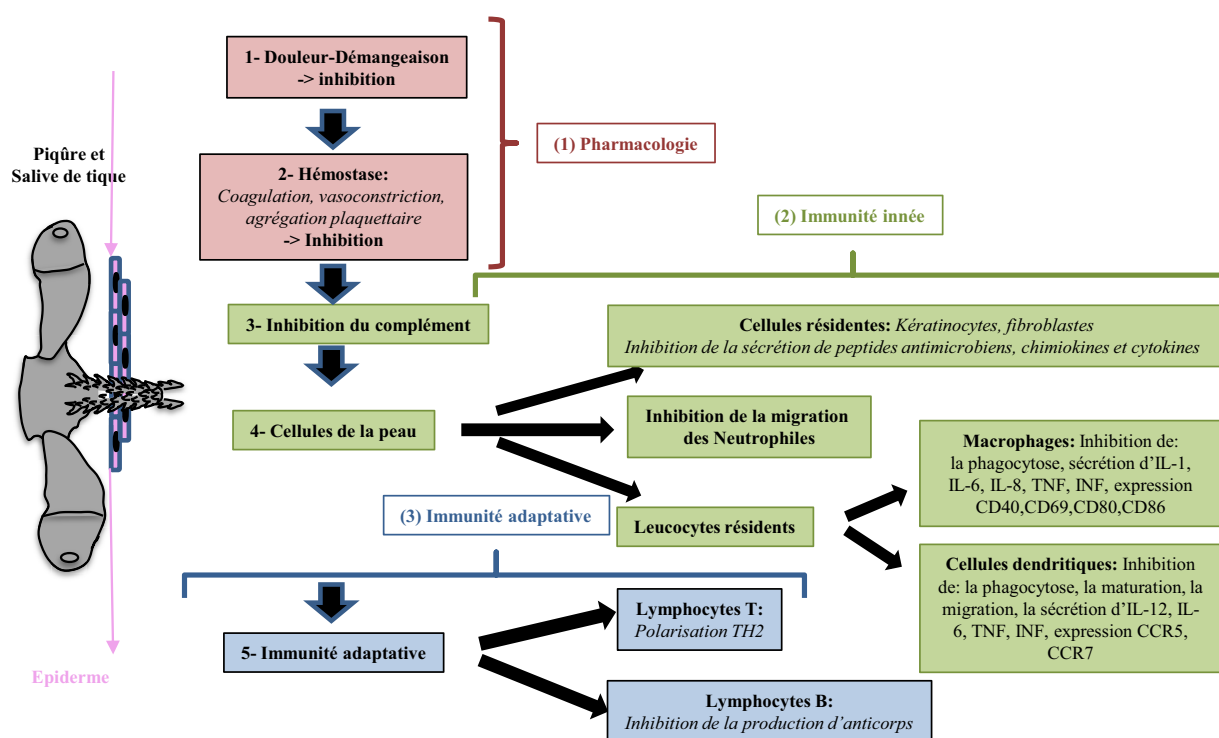 1- Douleur-Démangeaison
-> inhibition
(1) Pharmacologie
Piqûre et
Salive de tique
2- Hémostase:
Coagulation, vasoconstriction,
agrégation plaquettaire
-> Inhibition
(2) Immunité innée
3- Inhibition du complément
Cellules résidentes: Kératinocytes, fibroblastes
Inhibition de la sécrétion de peptides antimicrobiens, chimiokines et cytokines
4- Cellules de la peau
Inhibition de la migration
des Neutrophiles
Macrophages: Inhibition de:
la phagocytose, sécrétion d'IL-1,
IL-6, IL-8, TNF, INF, expression
CD40,CD69,CD80,CD86
(3) Immunité adaptative
Leucocytes résidents
Cellules dendritiques: Inhibition
de: la phagocytose, la maturation, la
migration, la sécrétion d'IL-12, IL-
6, TNF, INF, expression CCR5,
CCR7
5- Immunité adaptative
Lymphocytes T:
Polarisation TH2
Epiderme
Lymphocytes B:
Inhibition de la production d'anticorps